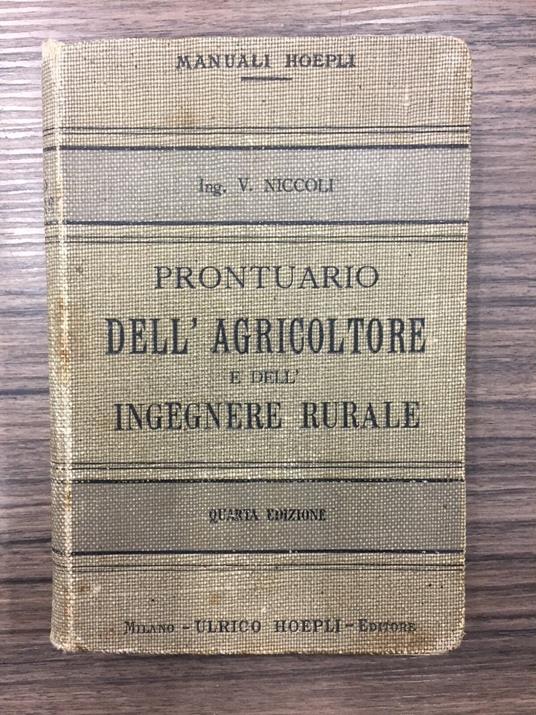 MANUALI HOEPLI
Ing. V. NICCOLI
PRONTUARIO
DELL' AGRICOLTORE
E DELL'
INGEGNERE RURALE
QUARTA EDIZIONE
MILANO - ULRICO HOEPLI - EDITORE